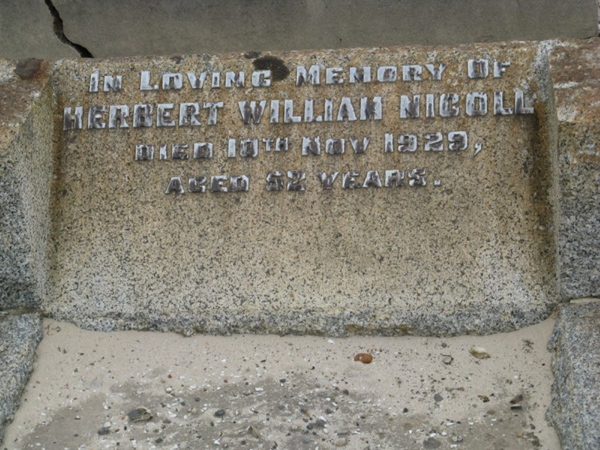 IN LOVING MEMORY OF
HERBERT WILLIAM NICOLL
DIED 10TH NOV 1929,
AGED 62 YEARS.